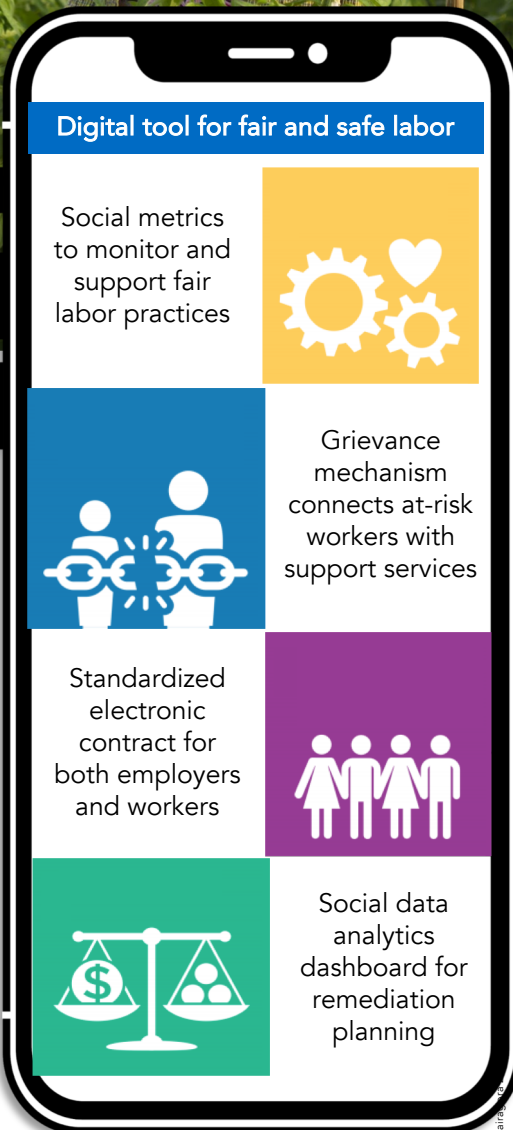 Digital tool for fair and safe labor
Social metrics
to monitor and
support fair
labor practices
Grievance
mechanism
connects at-risk
workers with
support services
Standardized
electronic
contract for
both employers
and workers
$
Social data
analytics
dashboard for
remediation
planning